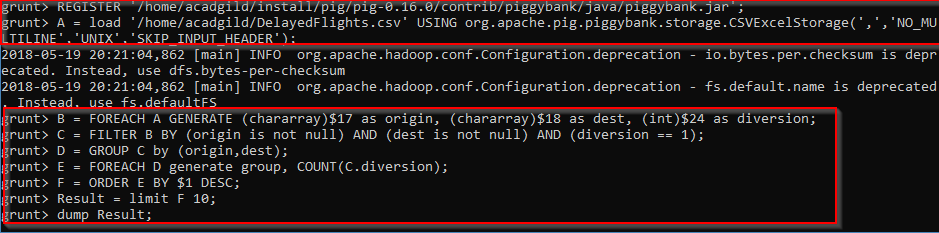 grunt> REGISTER '/home/acadgild/install/pig/pig-0.16.0/contrib/piggybank/java/piggybank.jar';
grunt> A = load '/home/acadgild/DelayedFlights.csv' USING org.apache.pig.piggybank.storage.CSVExcelStorage(',','NO_MU
LTILINE','UNIX','SKIP_INPUT_HEADER');
2018-05-19 20:21:04,862 [main] INFO  org.apache.hadoop.conf.Configuration.deprecation - io.bytes.per.checksum is depr
ecated. Instead, use dfs.bytes-per-checksum
2018-05-19 20:21:04,862 [main] INFO  org.apache.hadoop.conf.Configuration.deprecation - fs.default.name is deprecated
. Instead, use fs.defaultFS
grunt> B = FOREACH A GENERATE (chararray)$17 as origin, (chararray)$18 as dest, (int)$24 as diversion;
grunt> C = FILTER B BY (origin is not null) AND (dest is not null) AND (diversion == 1);
grunt> D = GROUP C by (origin,dest);
grunt> E = FOREACH D generate group, COUNT(C.diversion);
grunt> F = ORDER E BY $1 DESC;
grunt> Result = limit F 10;
grunt> dump Result;